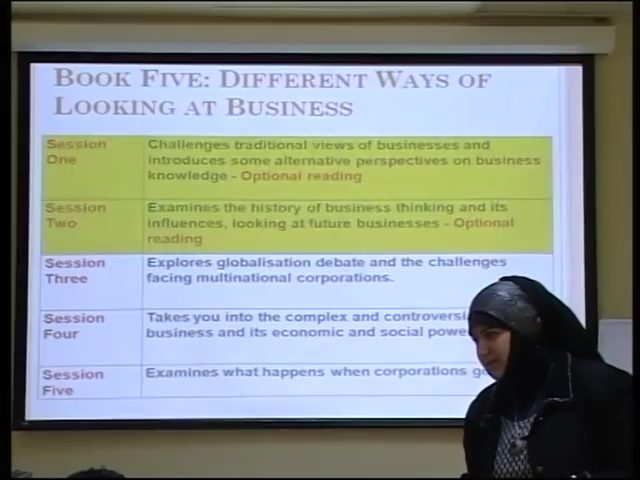 BOOK FIVE: DIFFERENT WAYS OF
LOOKING AT BUSINESS
Session
One
Challenges traditional views of businesses and
introduces some alternative perspectives on business
knowledge - Optional reading
Session
Two
Examines the history of business thinking and its
influences, looking at future businesses - Optional
reading
Session
Three
Explores globalisation debate and the challenges
facing multinational corporations.
Session
Four
Takes you into the complex and
business and its economic and social
Session
Five
Examines what happens when corporations